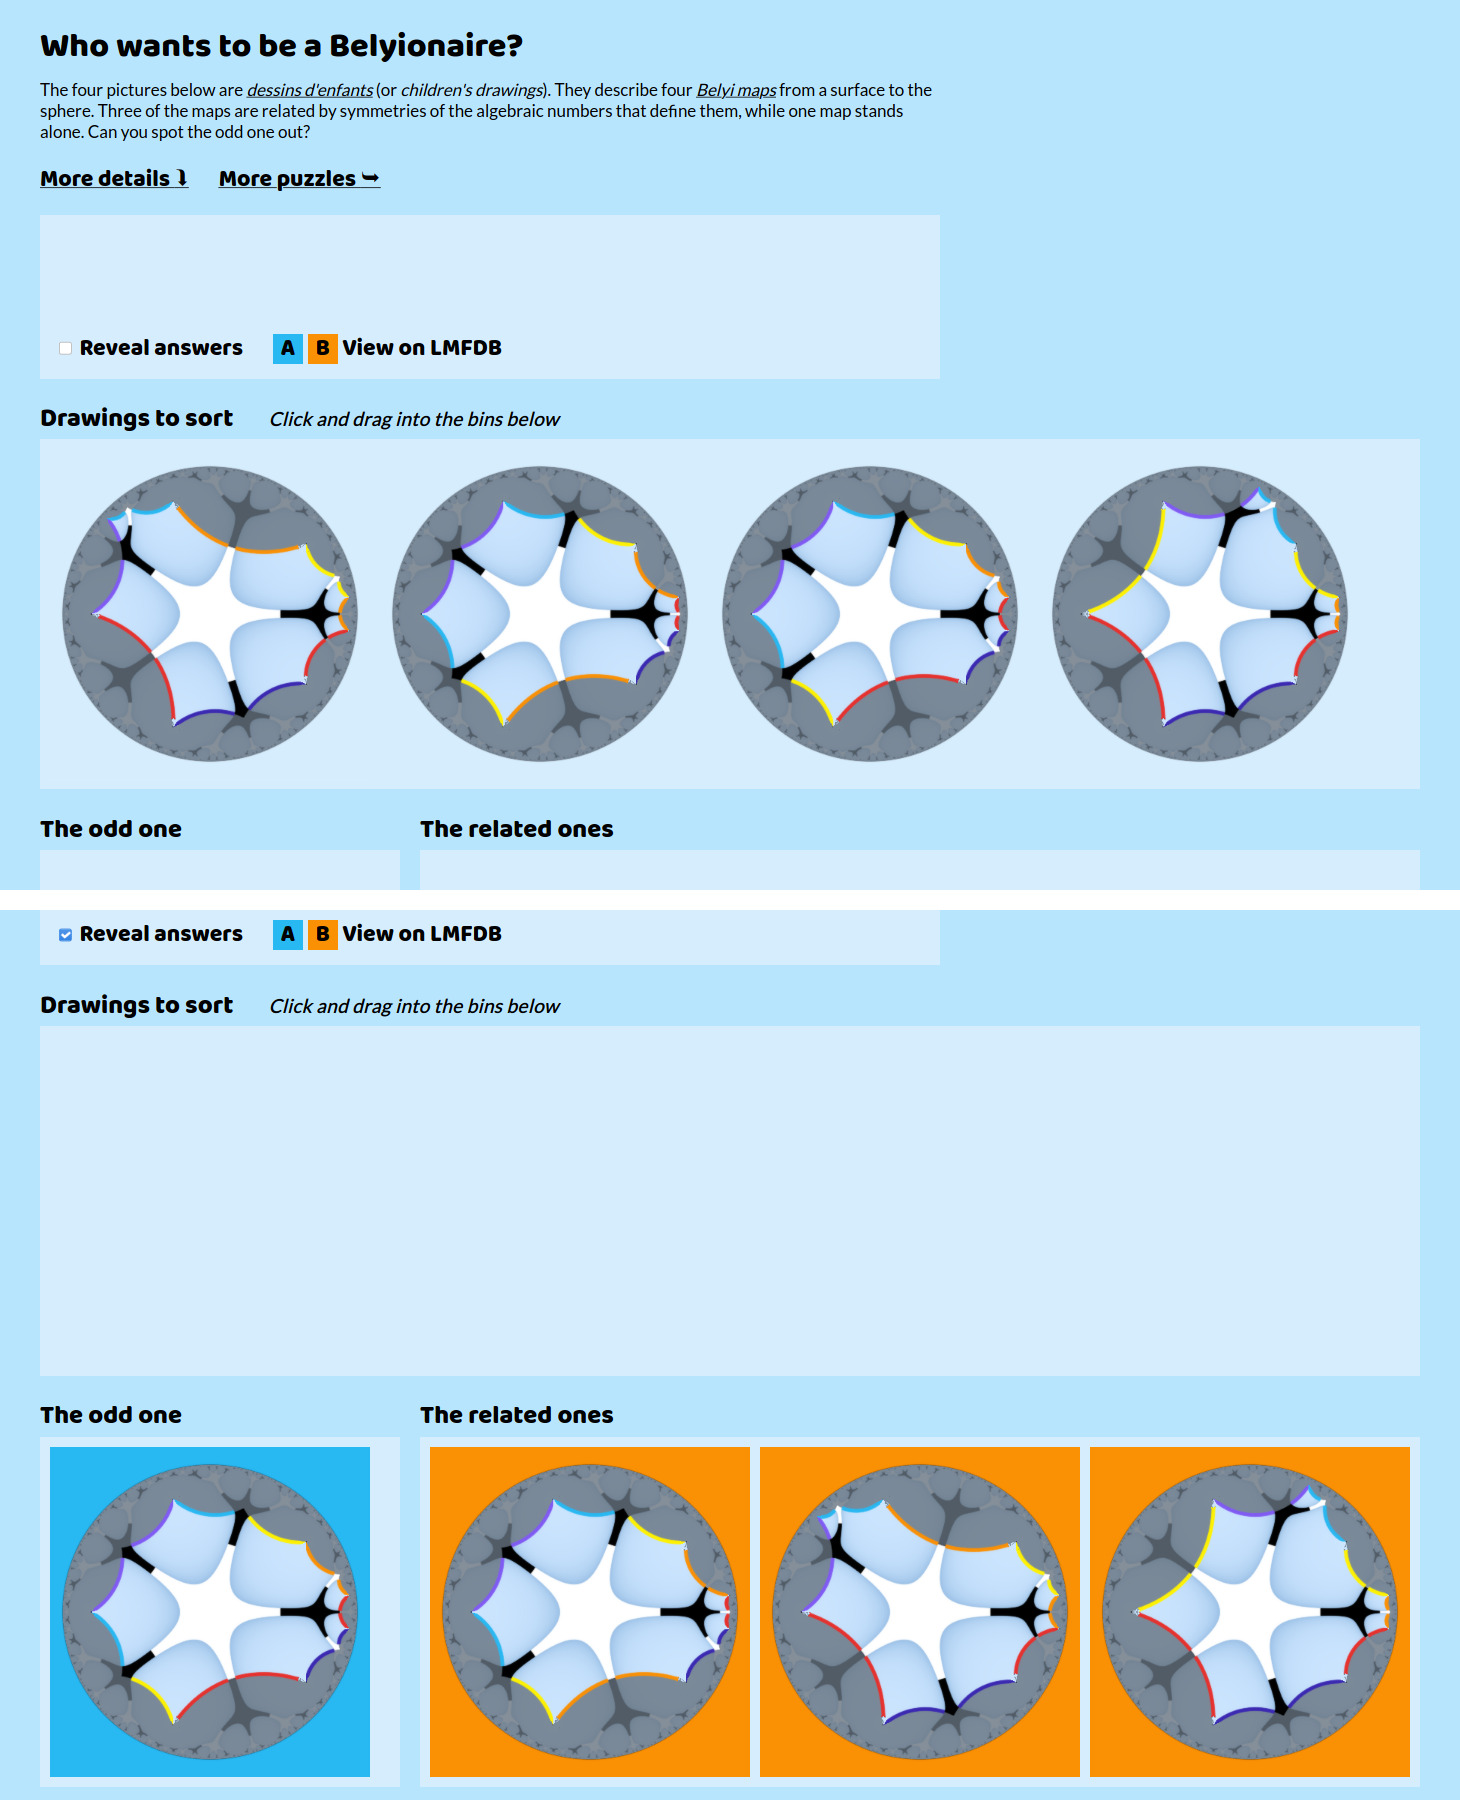 Who wants to be a Belyionaire?
The four pictures below are dessins d'enfants (or children's drawings). They describe four Belyi maps from a surface to the
sphere. Three of the maps are related by symmetries of the algebraic numbers that define them, while one map stands
alone. Can you spot the odd one out?
More details ⤵ More puzzles ➥
Reveal answers A B View on LMFDB
Drawings to sort Click and drag into the bins below
The odd one The related ones
Reveal answers A B View on LMFDB
Drawings to sort Click and drag into the bins below
The odd one The related ones